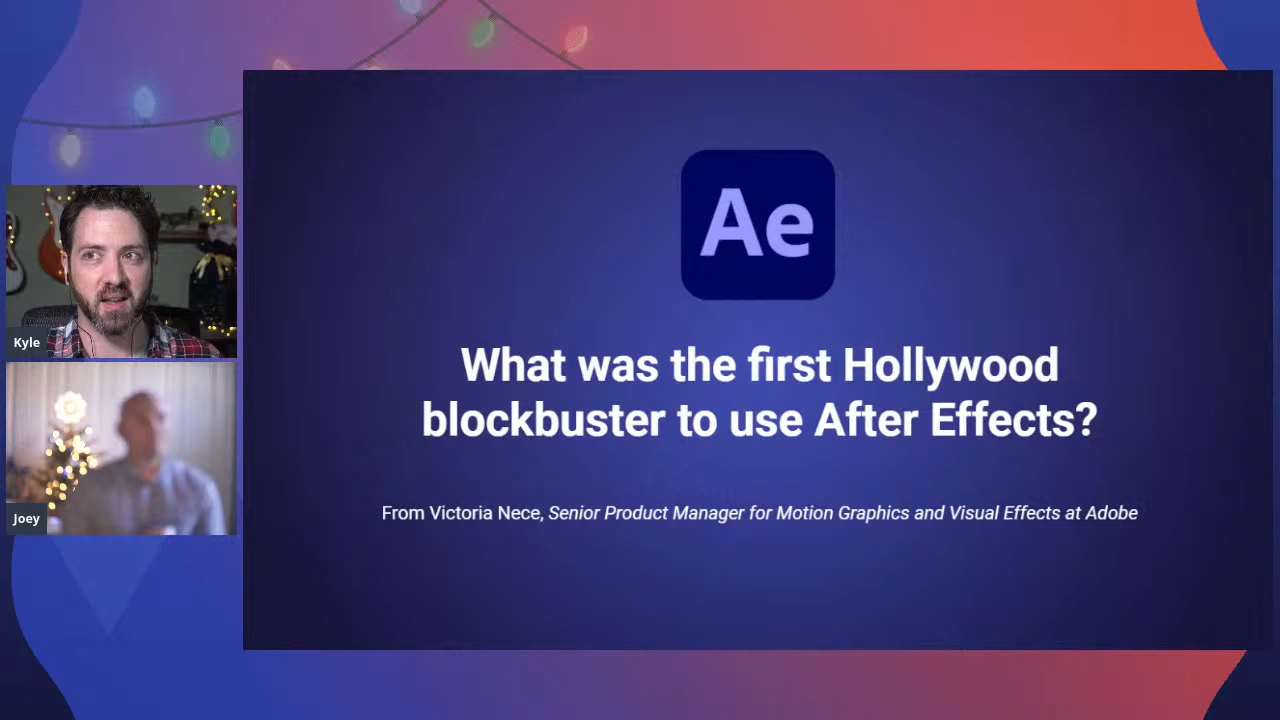 Ae
What was the first Hollywood
blockbuster to use After Effects?
From Victoria Nece, Senior Product Manager for Motion Graphics and Visual Effects at Adobe
Kyle
Joey